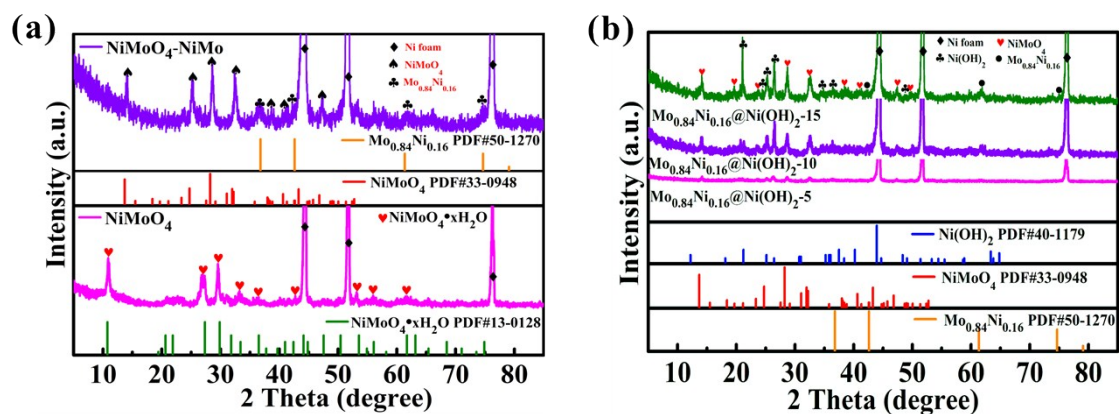 (a)
Intensity (a.u.)
NiMoO₄-NiMo
♦ Ni foam
♠ NiMoO₄
♣ Mo₀.₈₄Ni₀.₁₆
Mo₀.₈₄Ni₀.₁₆ PDF#50-1270
NiMoO₄ PDF#33-0948
NiMoO₄
♥ NiMoO₄•xH₂O
NiMoO₄•xH₂O PDF#13-0128
10 20 30 40 50 60 70 80
2 Theta (degree)
(b)
Intensity (a.u.)
♦ Ni foam ♥ NiMoO₄
♣ Ni(OH)₂ ● Mo₀.₈₄Ni₀.₁₆
Mo₀.₈₄Ni₀.₁₆@Ni(OH)₂-15
Mo₀.₈₄Ni₀.₁₆@Ni(OH)₂-10
Mo₀.₈₄Ni₀.₁₆@Ni(OH)₂-5
Ni(OH)₂ PDF#40-1179
NiMoO₄ PDF#33-0948
Mo₀.₈₄Ni₀.₁₆ PDF#50-1270
10 20 30 40 50 60 70 80
2 Theta (degree)